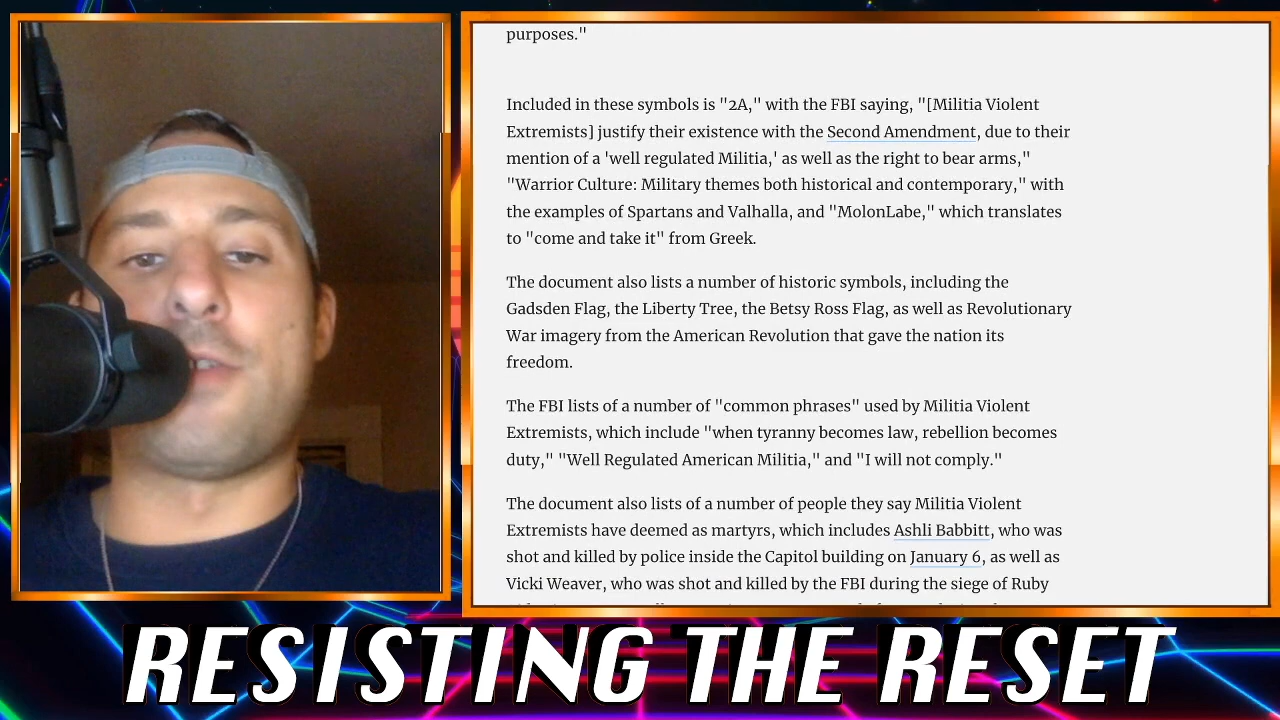 purposes."
Included in these symbols is "2A," with the FBI saying, "[Militia Violent
Extremists] justify their existence with the Second Amendment, due to their
mention of a 'well regulated Militia,' as well as the right to bear arms,"
"Warrior Culture: Military themes both historical and contemporary," with
the examples of Spartans and Valhalla, and "MolonLabe," which translates
to "come and take it" from Greek.
The document also lists a number of historic symbols, including the
Gadsden Flag, the Liberty Tree, the Betsy Ross Flag, as well as Revolutionary
War imagery from the American Revolution that gave the nation its
freedom.
The FBI lists of a number of "common phrases" used by Militia Violent
Extremists, which include "when tyranny becomes law, rebellion becomes
duty," "Well Regulated American Militia," and "I will not comply."
The document also lists of a number of people they say Militia Violent
Extremists have deemed as martyrs, which includes Ashli Babbitt, who was
shot and killed by police inside the Capitol building on January 6, as well as
Vicki Weaver, who was shot and killed by the FBI during the siege of Ruby
RESISTING THE RESET